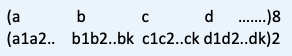 (a b c d .......)8
(a1a2.. b1b2..bk c1c2..ck d1d2..dk)2